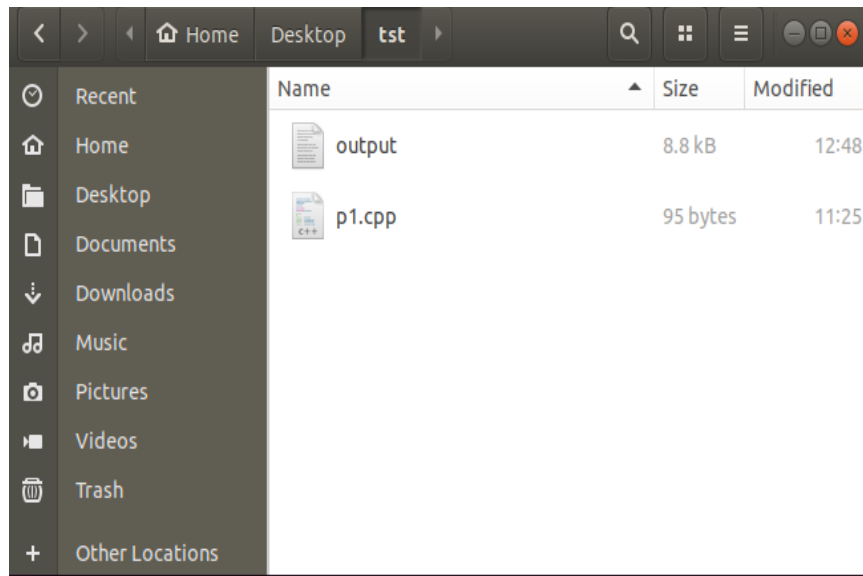 Home Desktop tst
Name Size Modified
Recent
Home
Desktop
Documents
Downloads
Music
Pictures
Videos
Trash
Other Locations
output 8.8 kB 12:48
C++ p1.cpp 95 bytes 11:25